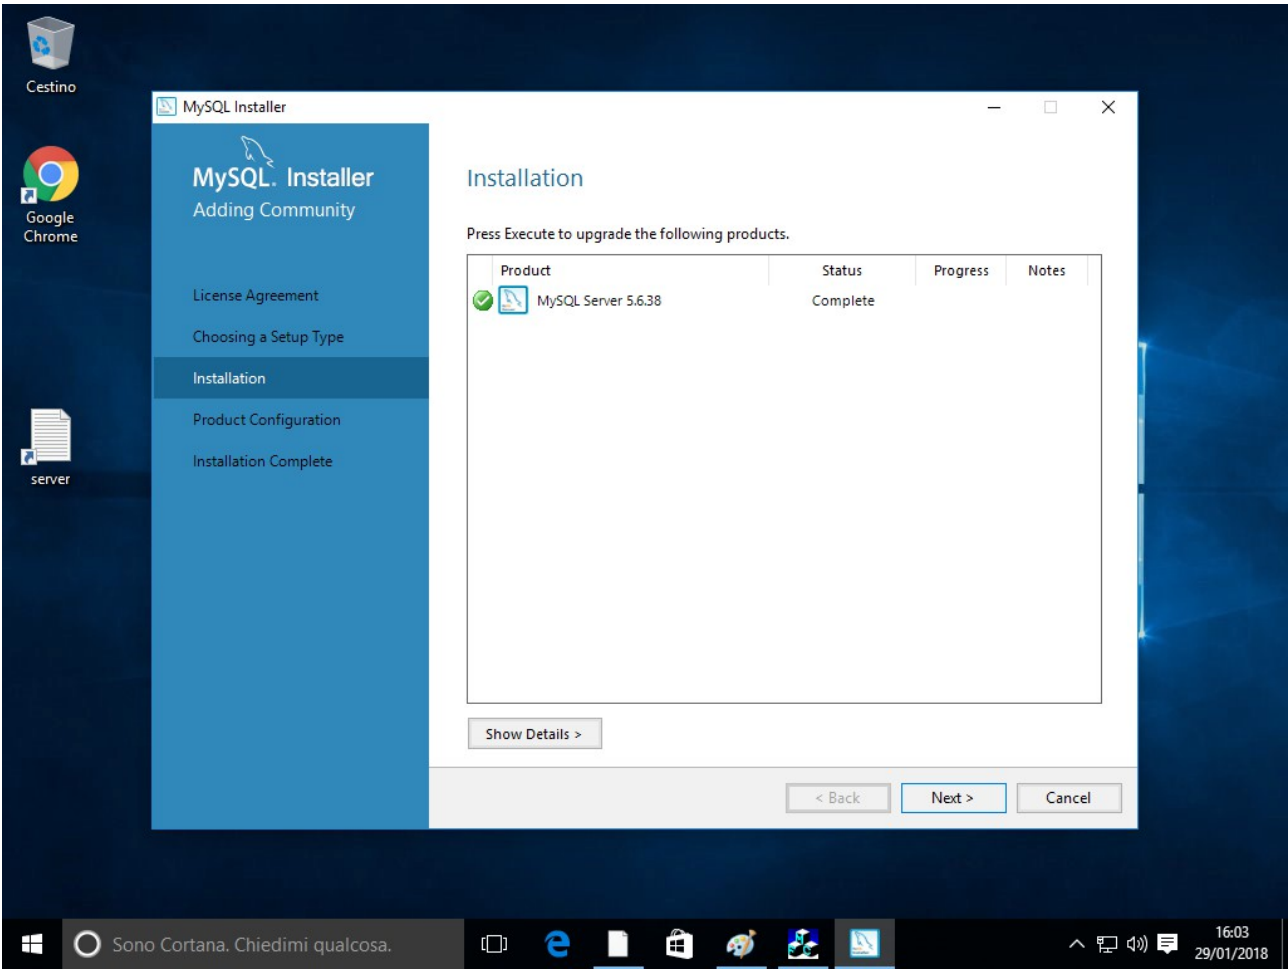 Cestino
Google
Chrome
server
MySQL Installer
MySQL. Installer
Adding Community
License Agreement
Choosing a Setup Type
Installation
Product Configuration
Installation Complete
Installation
Press Execute to upgrade the following products.
Product Status Progress Notes
MySQL Server 5.6.38 Complete
Show Details >
< Back Next > Cancel
Sono Cortana. Chiedimi qualcosa.
16:03
29/01/2018